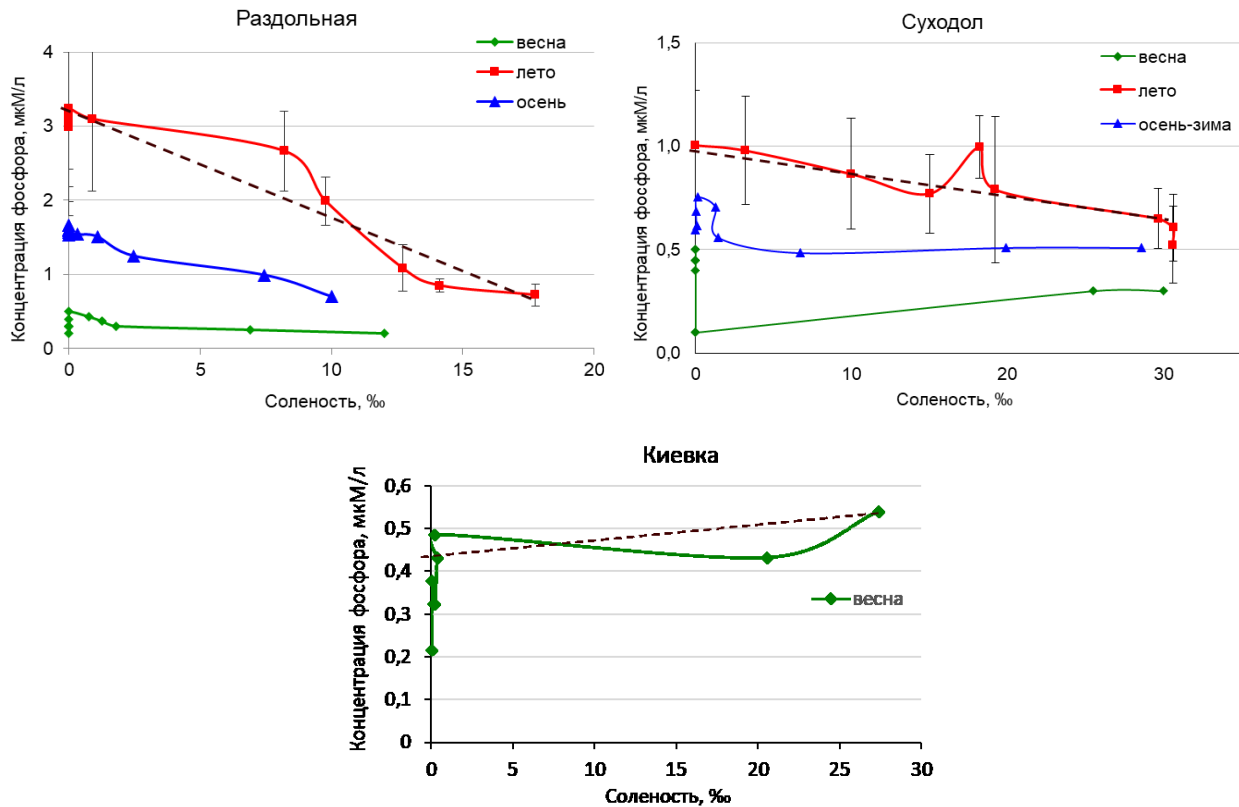 Раздольная
Концентрация фосфора, мкМ/л
4
3
2
1
0
весна
лето
осень
0 5 10 15 20
Соленость, ‰
Суходол
Концентрация фосфора, мкМ/л
1,5
1,0
0,5
0,0
весна
лето
осень-зима
0 10 20 30
Соленость, ‰
Киевка
Концентрация фосфора, мкМ/л
0,6
0,5
0,4
0,3
0,2
0,1
0
весна
0 5 10 15 20 25 30
Соленость, ‰